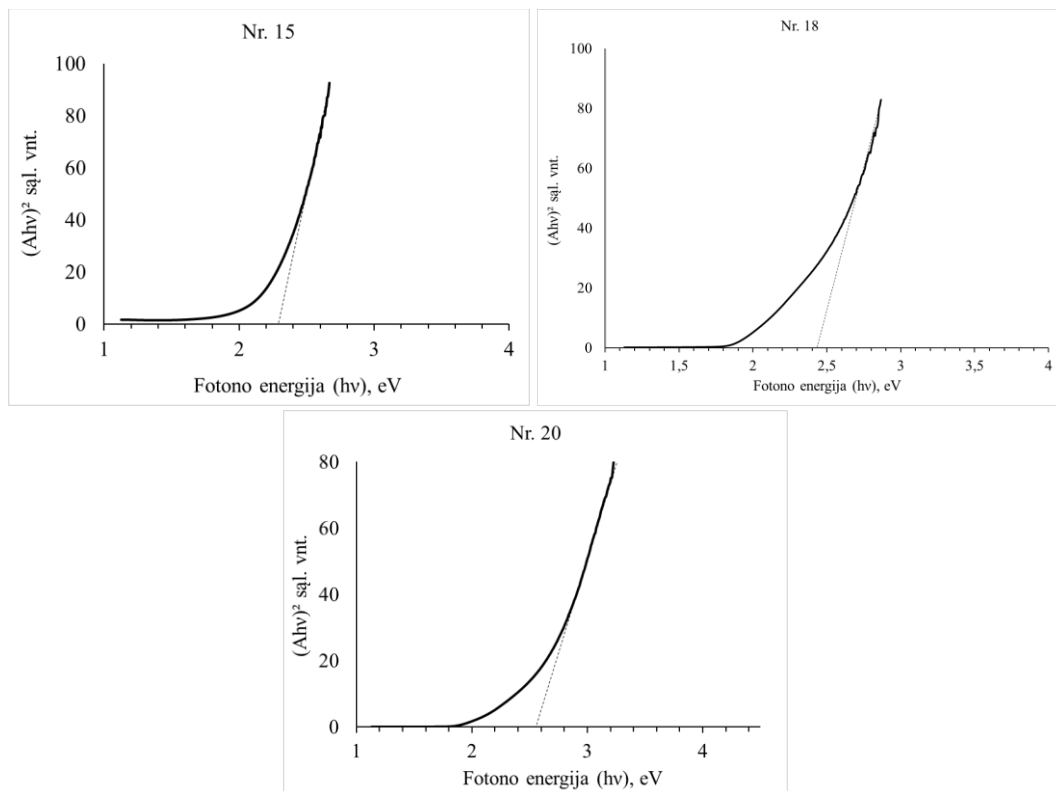 Nr. 15
100
80
60
40
20
0
(Ahν)² sąl. vnt.
1 2 3 4
Fotono energija (hν), eV
Nr. 18
100
80
60
40
20
0
(Ahν)² sąl. vnt.
1 1,5 2 2,5 3 3,5 4
Fotono energija (hν), eV
Nr. 20
80
60
40
20
0
(Ahν)² sąl. vnt.
1 2 3 4
Fotono energija (hν), eV